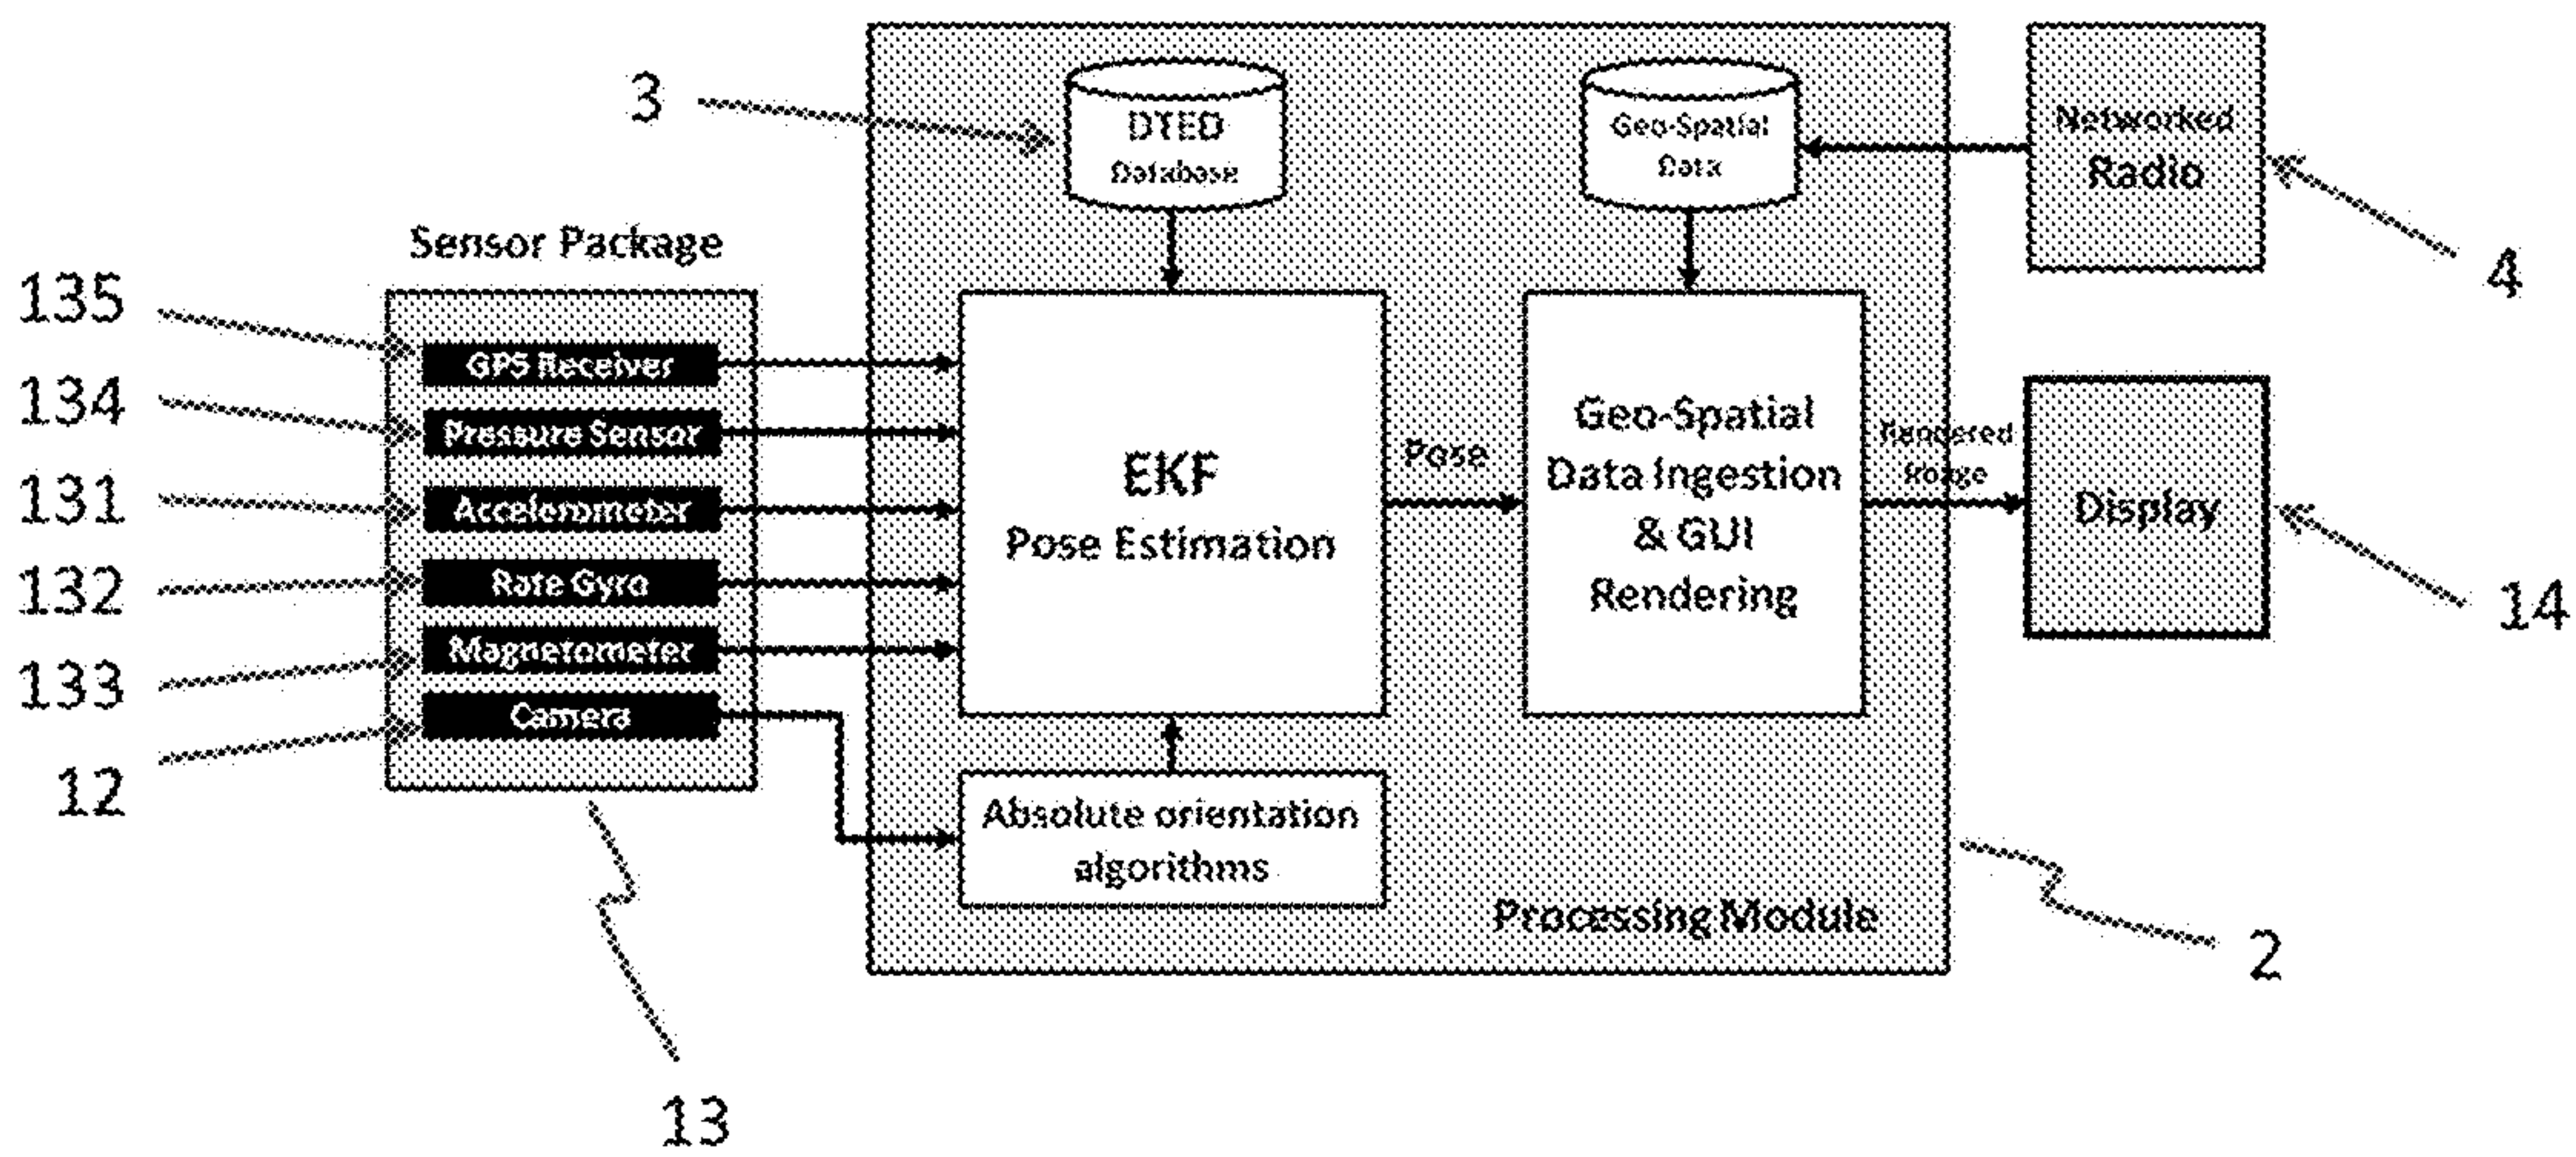 3
DTED
Database
Geo-Spatial
Data
Networked
Radio
4
Sensor Package
135
134
131
132
133
12
GPS Receiver
Pressure Sensor
Accelerometer
Rate Gyro
Magnetometer
Camera
13
EKF
Pose Estimation
Absolute orientation
algorithms
Pose
Geo-Spatial
Data Ingestion
& GUI
Rendering
Rendered
Image
Display
14
Processing Module
2